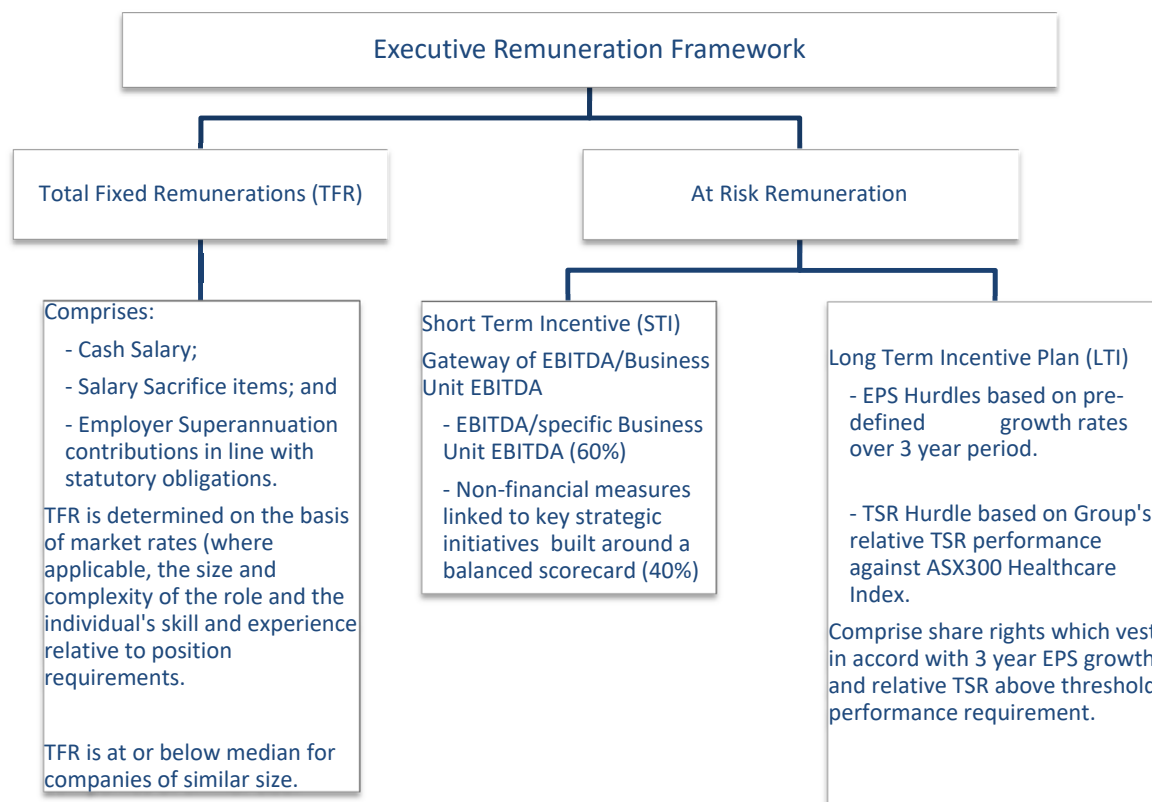 Executive Remuneration Framework
Total Fixed Remunerations (TFR)
At Risk Remuneration
Comprises:
- Cash Salary;
- Salary Sacrifice items; and
- Employer Superannuation
contributions in line with
statutory obligations.
TFR is determined on the basis
of market rates (where
applicable, the size and
complexity of the role and the
individual's skill and experience
relative to position
requirements.
TFR is at or below median for
companies of similar size.
Short Term Incentive (STI)
Gateway of EBITDA/Business
Unit EBITDA
- EBITDA/specific Business
Unit EBITDA (60%)
- Non-financial measures
linked to key strategic
initiatives built around a
balanced scorecard (40%)
Long Term Incentive Plan (LTI)
- EPS Hurdles based on pre-
defined growth rates
over 3 year period.
- TSR Hurdle based on Group's
relative TSR performance
against ASX300 Healthcare
Index.
Comprise share rights which vest
in accord with 3 year EPS growth
and relative TSR above threshold
performance requirement.